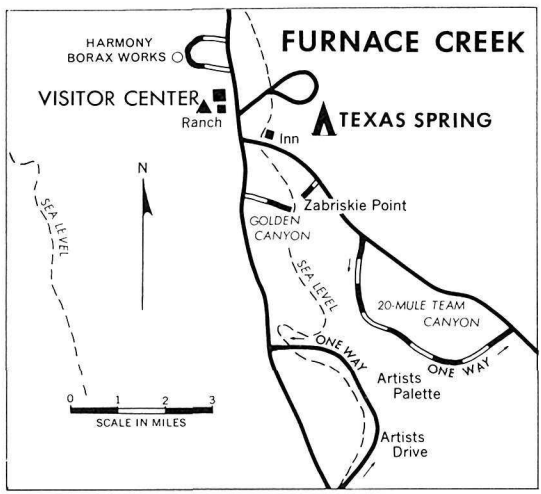 FURNACE CREEK
HARMONY
BORAX WORKS
VISITOR CENTER
Ranch
TEXAS SPRING
Inn
N
Zabriskie Point
GOLDEN
CANYON
SEA LEVEL
SEA LEVEL
20-MULE TEAM
CANYON
ONE WAY
ONE WAY
Artists
Palette
Artists
Drive
0 1 2 3
SCALE IN MILES